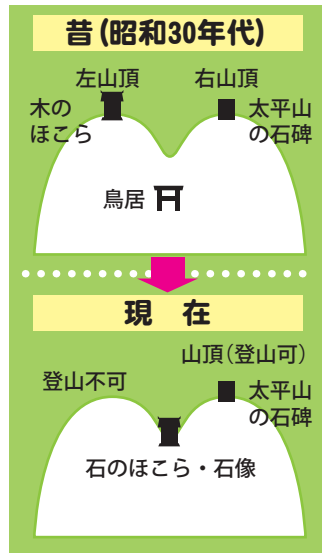 昔(昭和30年代)
左山頂
右山頂
木の
ほこら
太平山
の石碑
鳥居
現 在
山頂(登山可)
登山不可
太平山
の石碑
石のほこら・石像